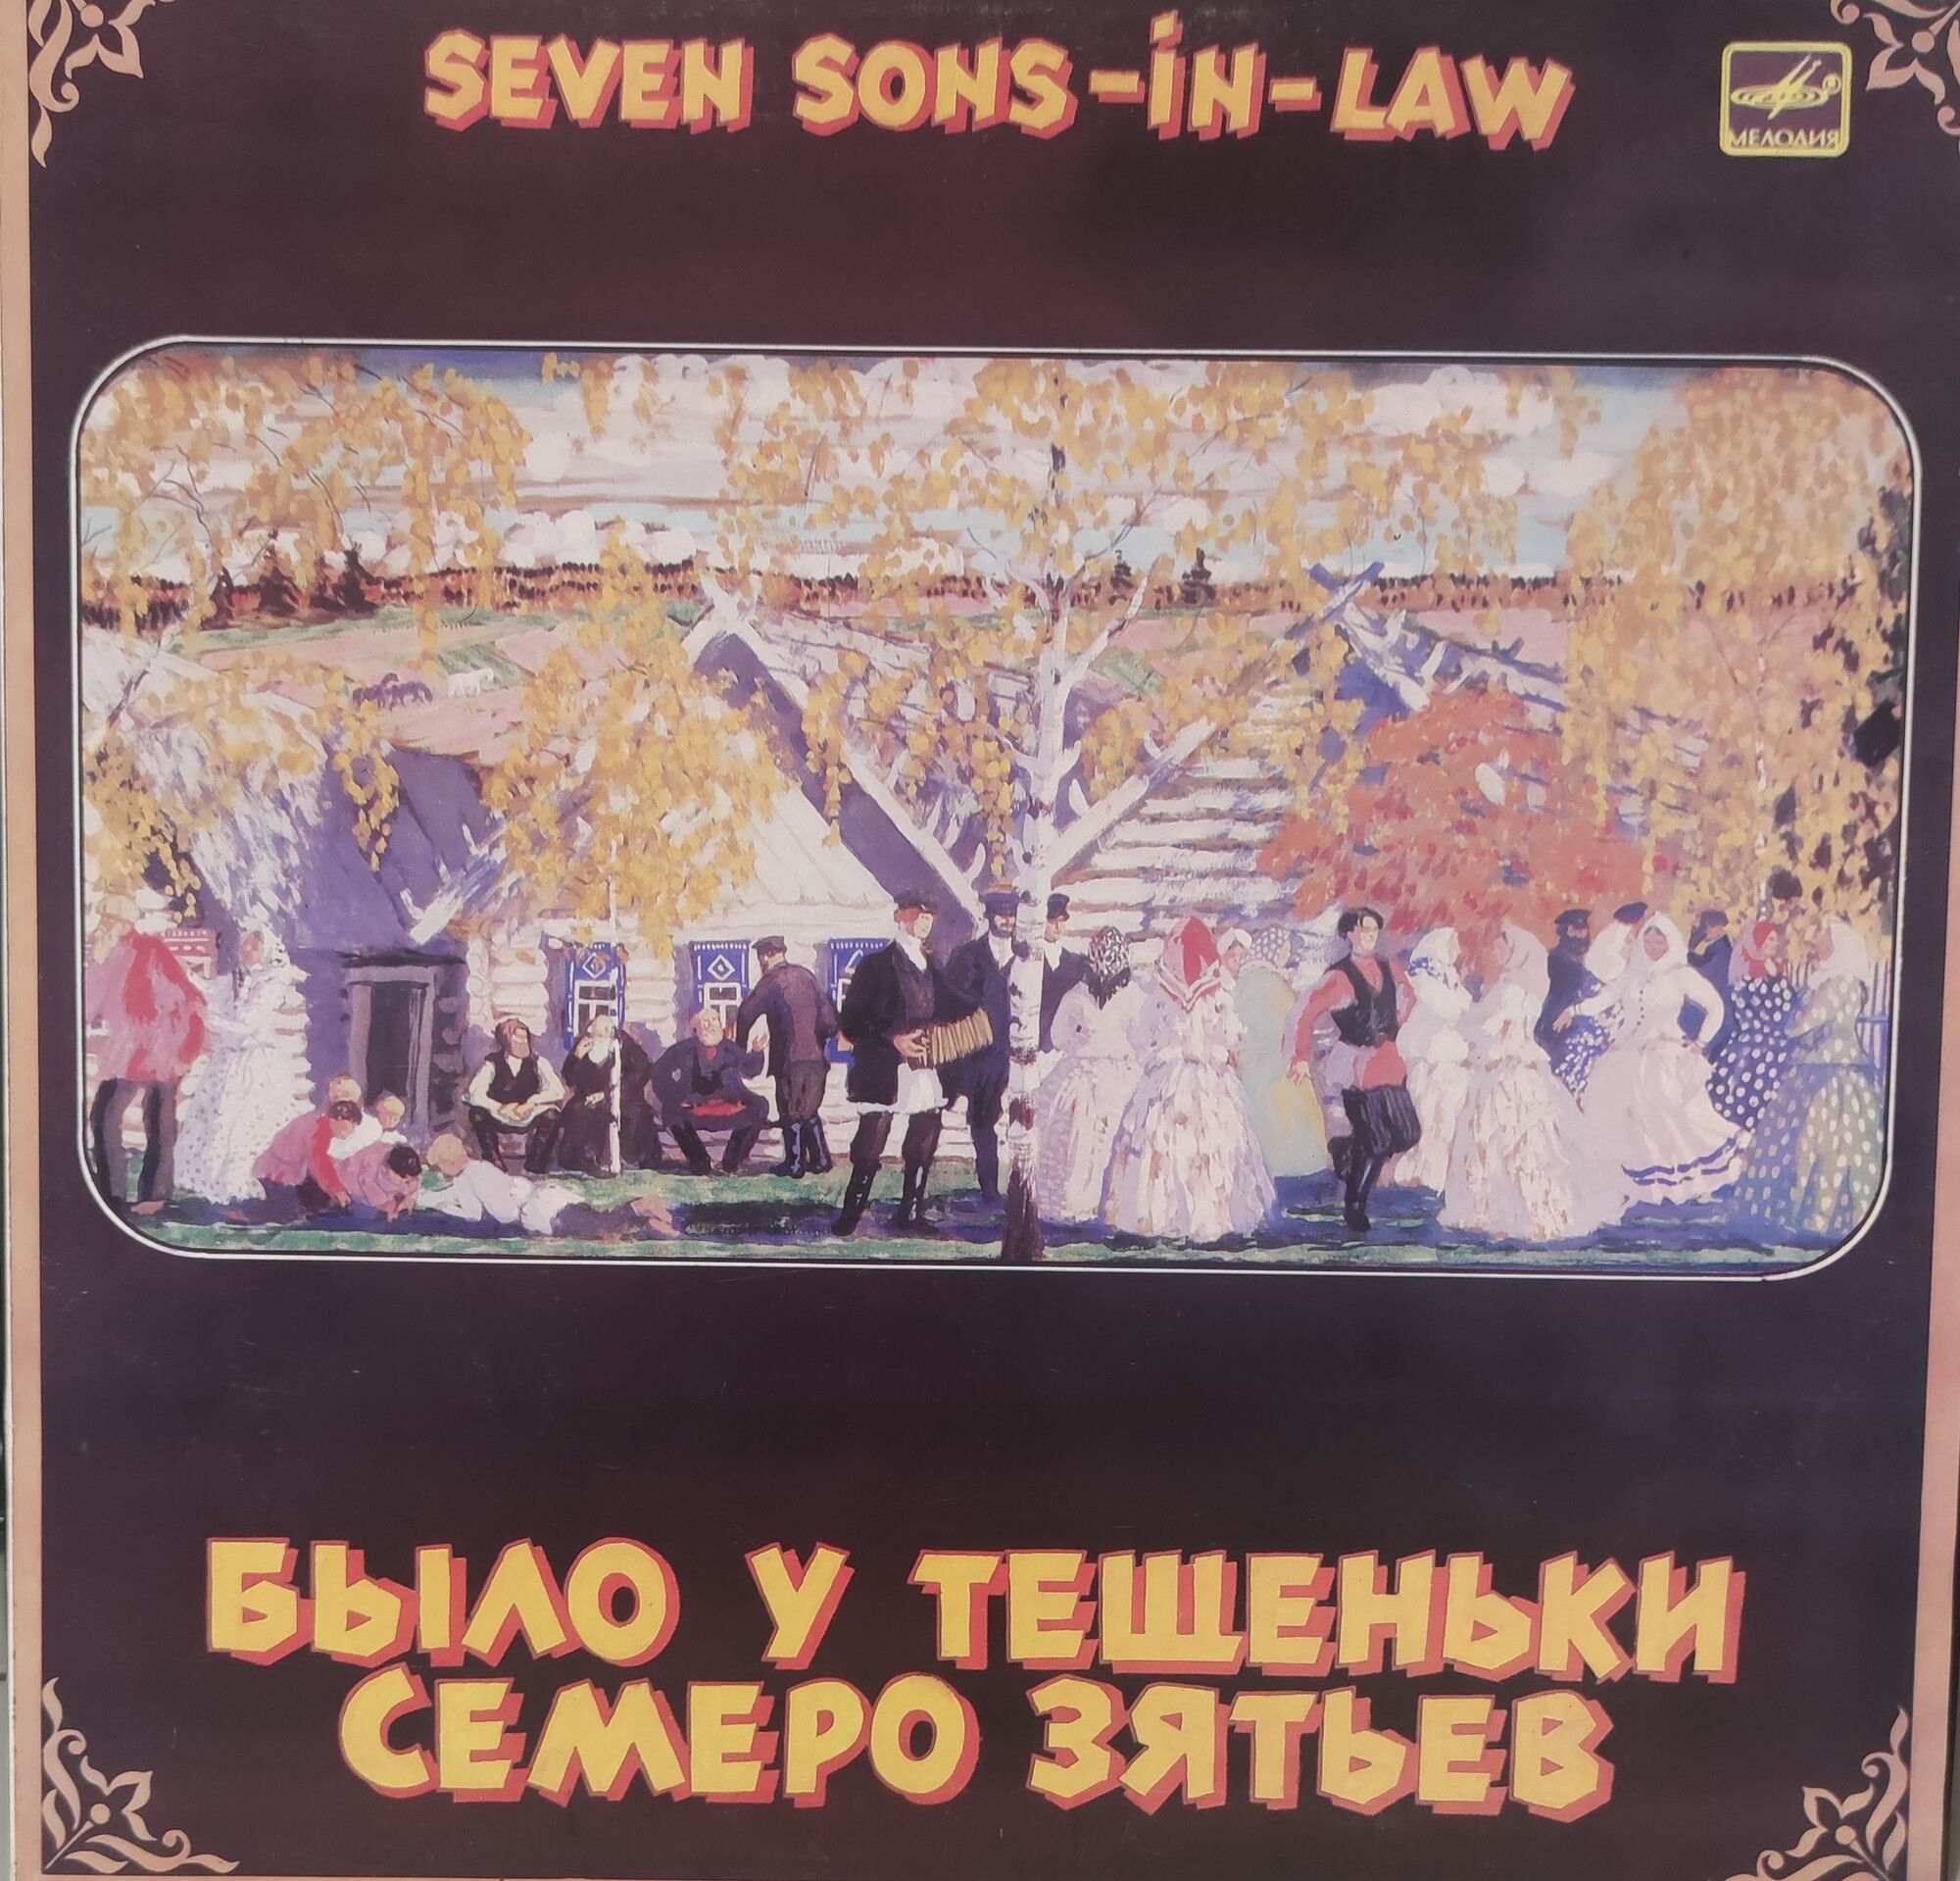 SEVEN SONS-IN-LAW
МЕЛОДИЯ
БЫЛО У ТЕЩЕНЬКИ
СЕМЕРО ЗЯТЬЕВ